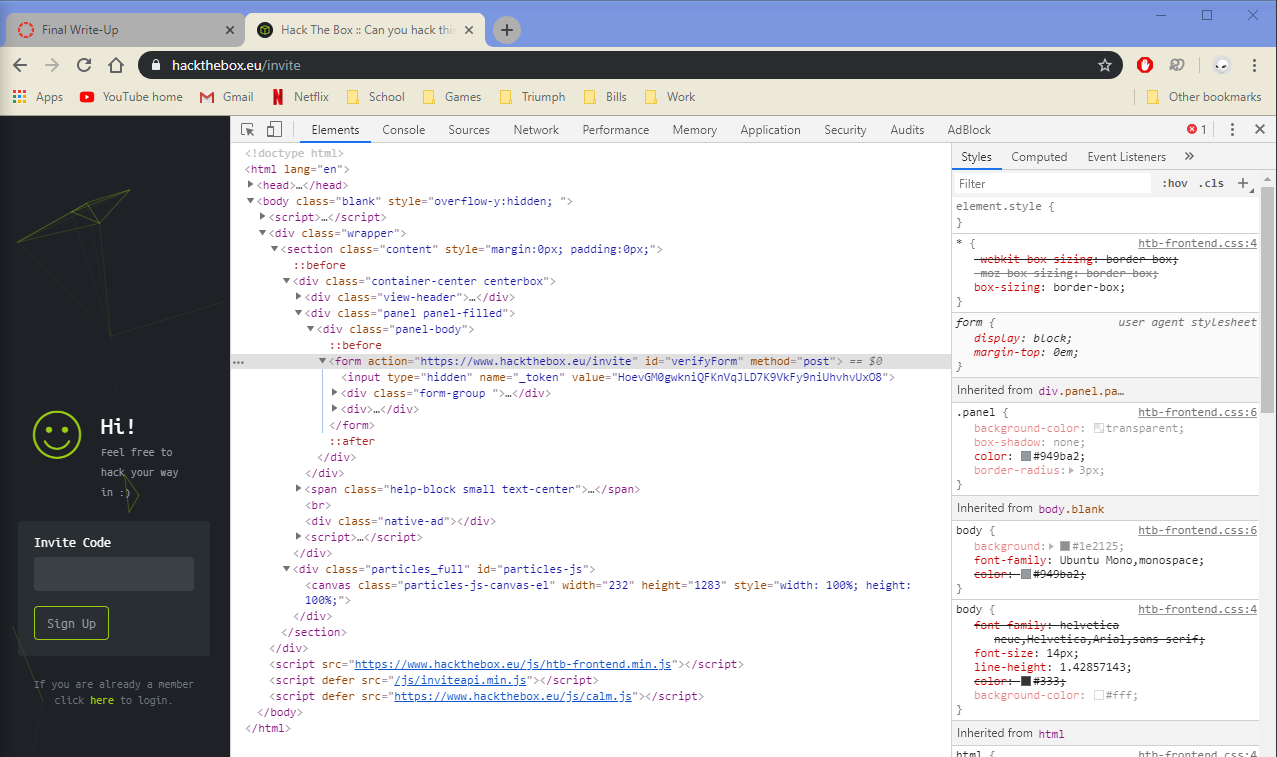 Final Write-Up
Hack The Box :: Can you hack this
hackthebox.eu/invite
Apps YouTube home Gmail Netflix School Games Triumph Bills Work Other bookmarks
Hi!
Feel free to
hack your way
in :)
Invite Code
Sign Up
If you are already a member
click here to login.
Elements Console Sources Network Performance Memory Application Security Audits AdBlock 1
<!doctype html>
<html lang="en">
<head>…</head>
<body class="blank" style="overflow-y:hidden; ">
<script>…</script>
<div class="wrapper">
<section class="content" style="margin:0px; padding:0px;">
::before
<div class="container-center centerbox">
<div class="view-header">…</div>
<div class="panel panel-filled">
<div class="panel-body">
::before
… <form action="https://www.hackthebox.eu/invite" id="verifyForm" method="post"> == $0
<input type="hidden" name="_token" value="HoevGM0gwkniQFKnVqJLD7K9VkFy9niUhvhvUxO8">
<div class="form-group ">…</div>
<div>…</div>
</form>
::after
</div>
</div>
<span class="help-block small text-center">…</span>
<br>
<div class="native-ad"></div>
<script>…</script>
</div>
<div class="particles_full" id="particles-js">
<canvas class="particles-js-canvas-el" width="232" height="1283" style="width: 100%; height:
100%;">
</div>
</section>
</div>
<script src="https://www.hackthebox.eu/js/htb-frontend.min.js"></script>
<script defer src="/js/inviteapi.min.js"></script>
<script defer src="https://www.hackthebox.eu/js/calm.js"></script>
</body>
</html>
Styles Computed Event Listeners »
Filter :hov .cls +
element.style {
}
* { htb-frontend.css:4
-webkit-box-sizing: border-box;
-moz-box-sizing: border-box;
box-sizing: border-box;
}
form { user agent stylesheet
display: block;
margin-top: 0em;
}
Inherited from div.panel.pa…
.panel { htb-frontend.css:6
background-color: transparent;
box-shadow: none;
color: #949ba2;
border-radius: 3px;
}
Inherited from body.blank
body { htb-frontend.css:6
background: #1e2125;
font-family: Ubuntu Mono,monospace;
color: #949ba2;
}
body { htb-frontend.css:4
font-family: helvetica
neue,Helvetica,Arial,sans-serif;
font-size: 14px;
line-height: 1.42857143;
color: #333;
background-color: #fff;
}
Inherited from html
html { htb-frontend.css:4